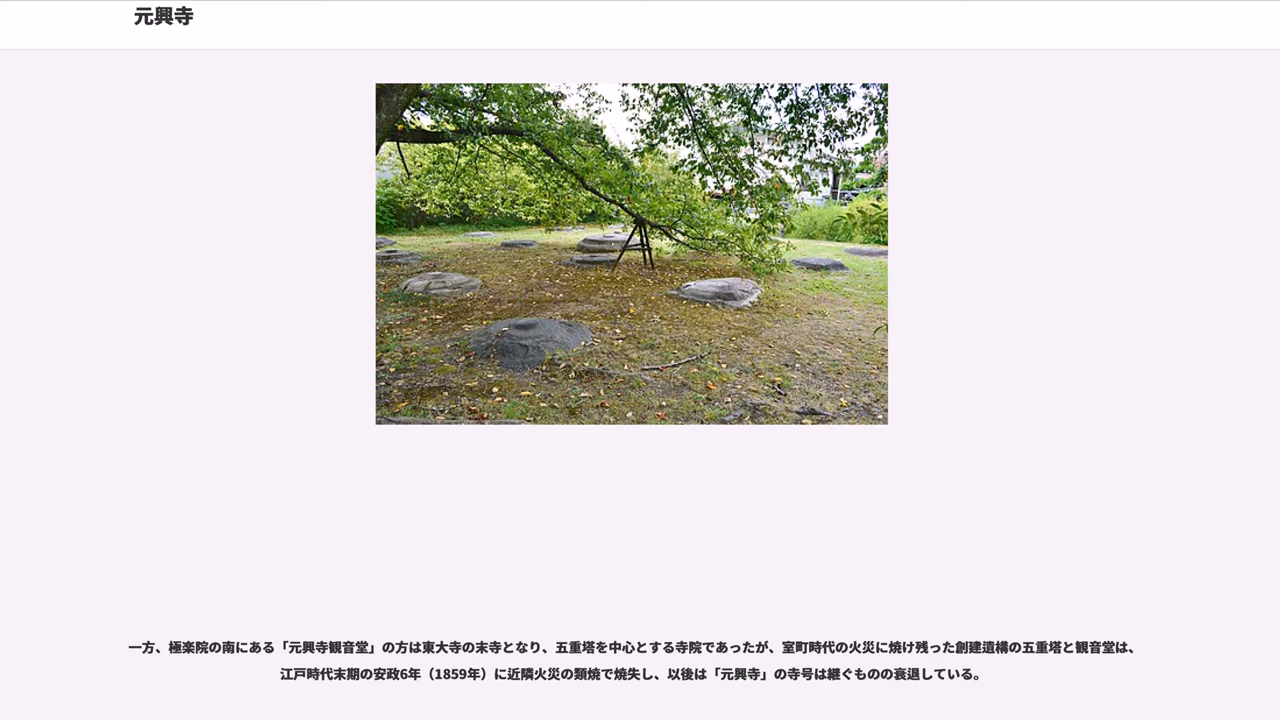 元興寺
一方、極楽院の南にある「元興寺観音堂」の方は東大寺の末寺となり、五重塔を中心とする寺院であったが、室町時代の火災に焼け残った創建遺構の五重塔と観音堂は、
江戸時代末期の安政6年（1859年）に近隣火災の類焼で焼失し、以後は「元興寺」の寺号は継ぐものの衰退している。